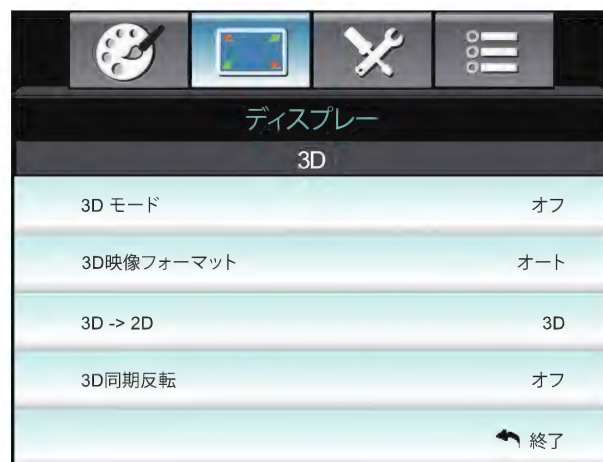 ディスプレー
3D
3D モード オフ
3D映像フォーマット オート
3D -> 2D 3D
3D同期反転 オフ
終了